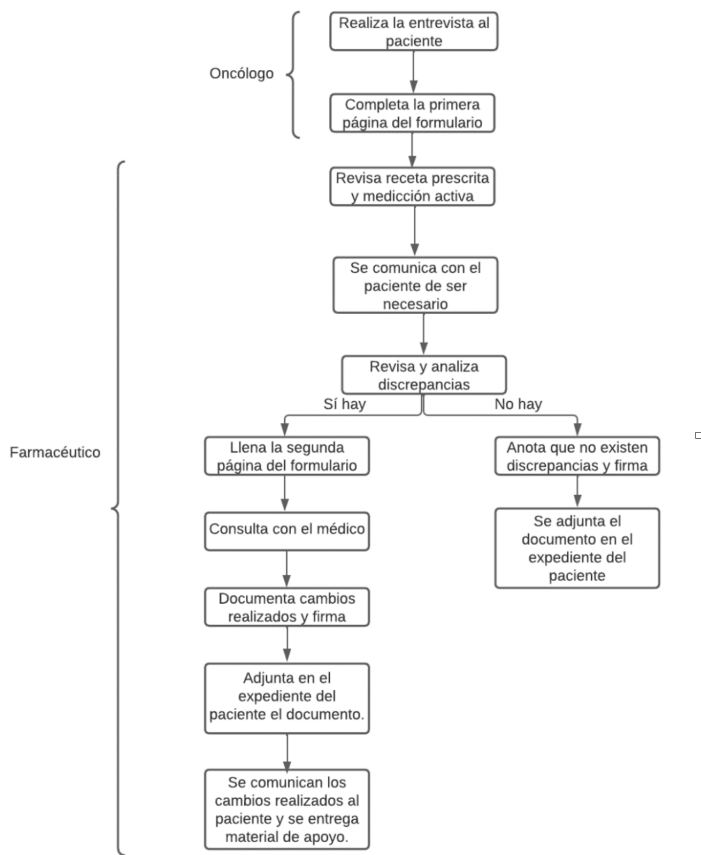 Realiza la entrevista al
paciente
Oncólogo
Completa la primera
página del formulario
Revisa receta prescrita
y medicción activa
Se comunica con el
paciente de ser
necesario
Revisa y analiza
discrepancias
Sí hay
No hay
Farmacéutico
Llena la segunda
página del formulario
Anota que no existen
discrepancias y firma
Consulta con el médico
Se adjunta el
documento en el
expediente del
paciente
Documenta cambios
realizados y firma
Adjunta en el
expediente del
paciente el documento.
Se comunican los
cambios realizados al
paciente y se entrega
material de apoyo.